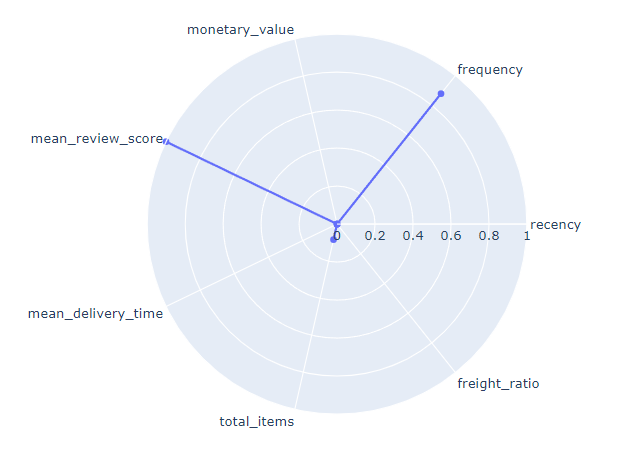 monetary_value
frequency
mean_review_score
recency
0 0.2 0.4 0.6 0.8 1
mean_delivery_time
freight_ratio
total_items